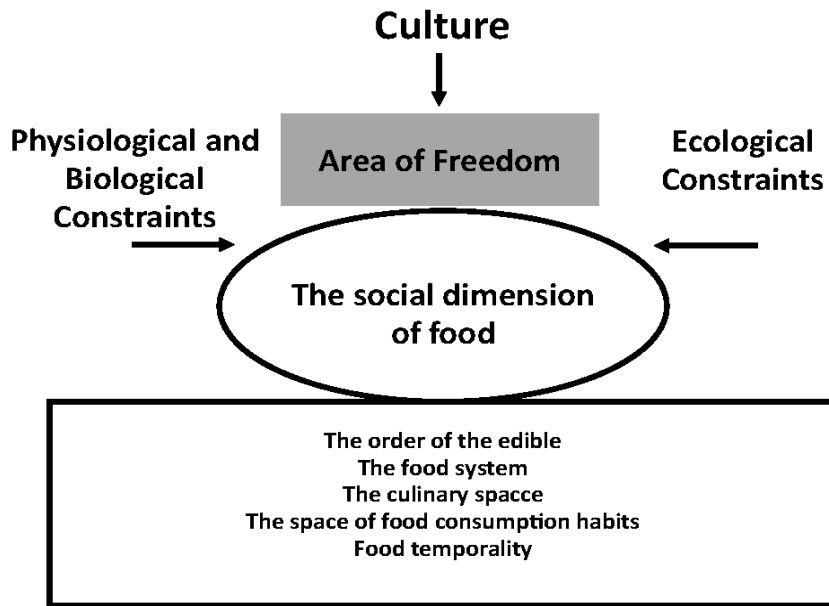 Culture
Physiological and
Biological
Constraints
Area of Freedom
Ecological
Constraints
The social dimension
of food
The order of the edible
The food system
The culinary spacce
The space of food consumption habits
Food temporality